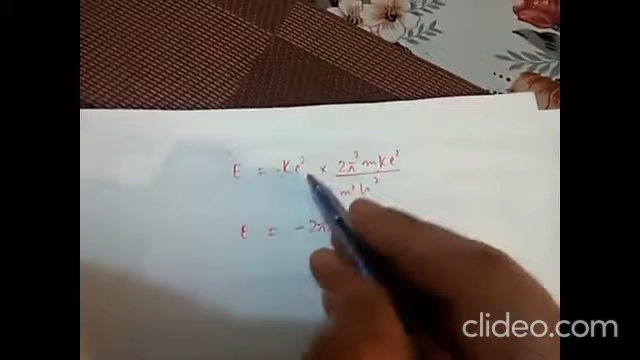 E = -Ke² × 2π²mke² / n²h²
E = - 2π
clideo.com